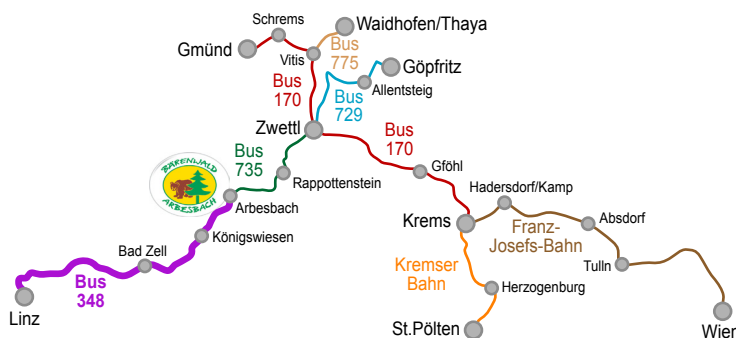 Schrems
Waidhofen/Thaya
Gmünd
Vitis
Bus
775
Göpfritz
Bus
170
Bus
729
Allentsteig
Zwettl
Bus
735
Bus
170
BÄRENWALD
ARBESBACH
Rappottenstein
Gföhl
Arbesbach
Hadersdorf/Kamp
Krems
Franz-
Josefs-Bahn
Absdorf
Königswiesen
Bad Zell
Kremser
Bahn
Tulln
Bus
348
Herzogenburg
Linz
St.Pölten
Wien